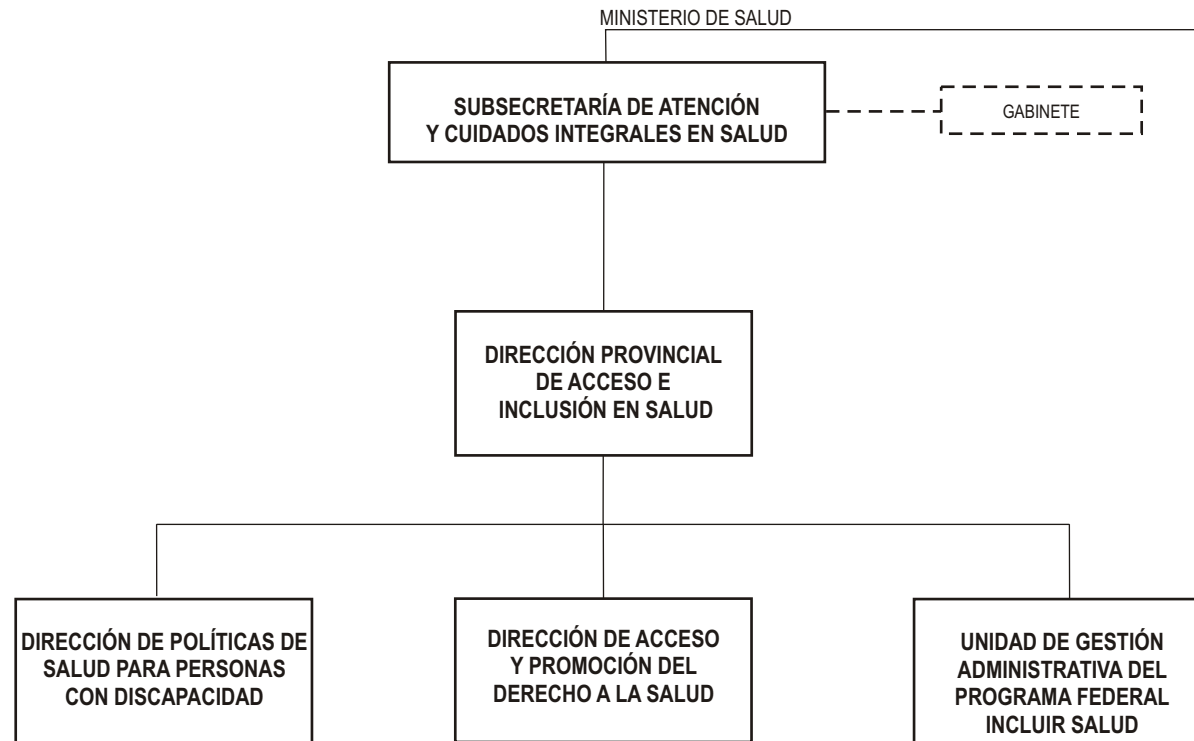 MINISTERIO DE SALUD
SUBSECRETARÍA DE ATENCIÓN
Y CUIDADOS INTEGRALES EN SALUD
GABINETE
DIRECCIÓN PROVINCIAL
DE ACCESO E
INCLUSIÓN EN SALUD
DIRECCIÓN DE POLÍTICAS DE
SALUD PARA PERSONAS
CON DISCAPACIDAD
DIRECCIÓN DE ACCESO
Y PROMOCIÓN DEL
DERECHO A LA SALUD
UNIDAD DE GESTIÓN
ADMINISTRATIVA DEL
PROGRAMA FEDERAL
INCLUIR SALUD